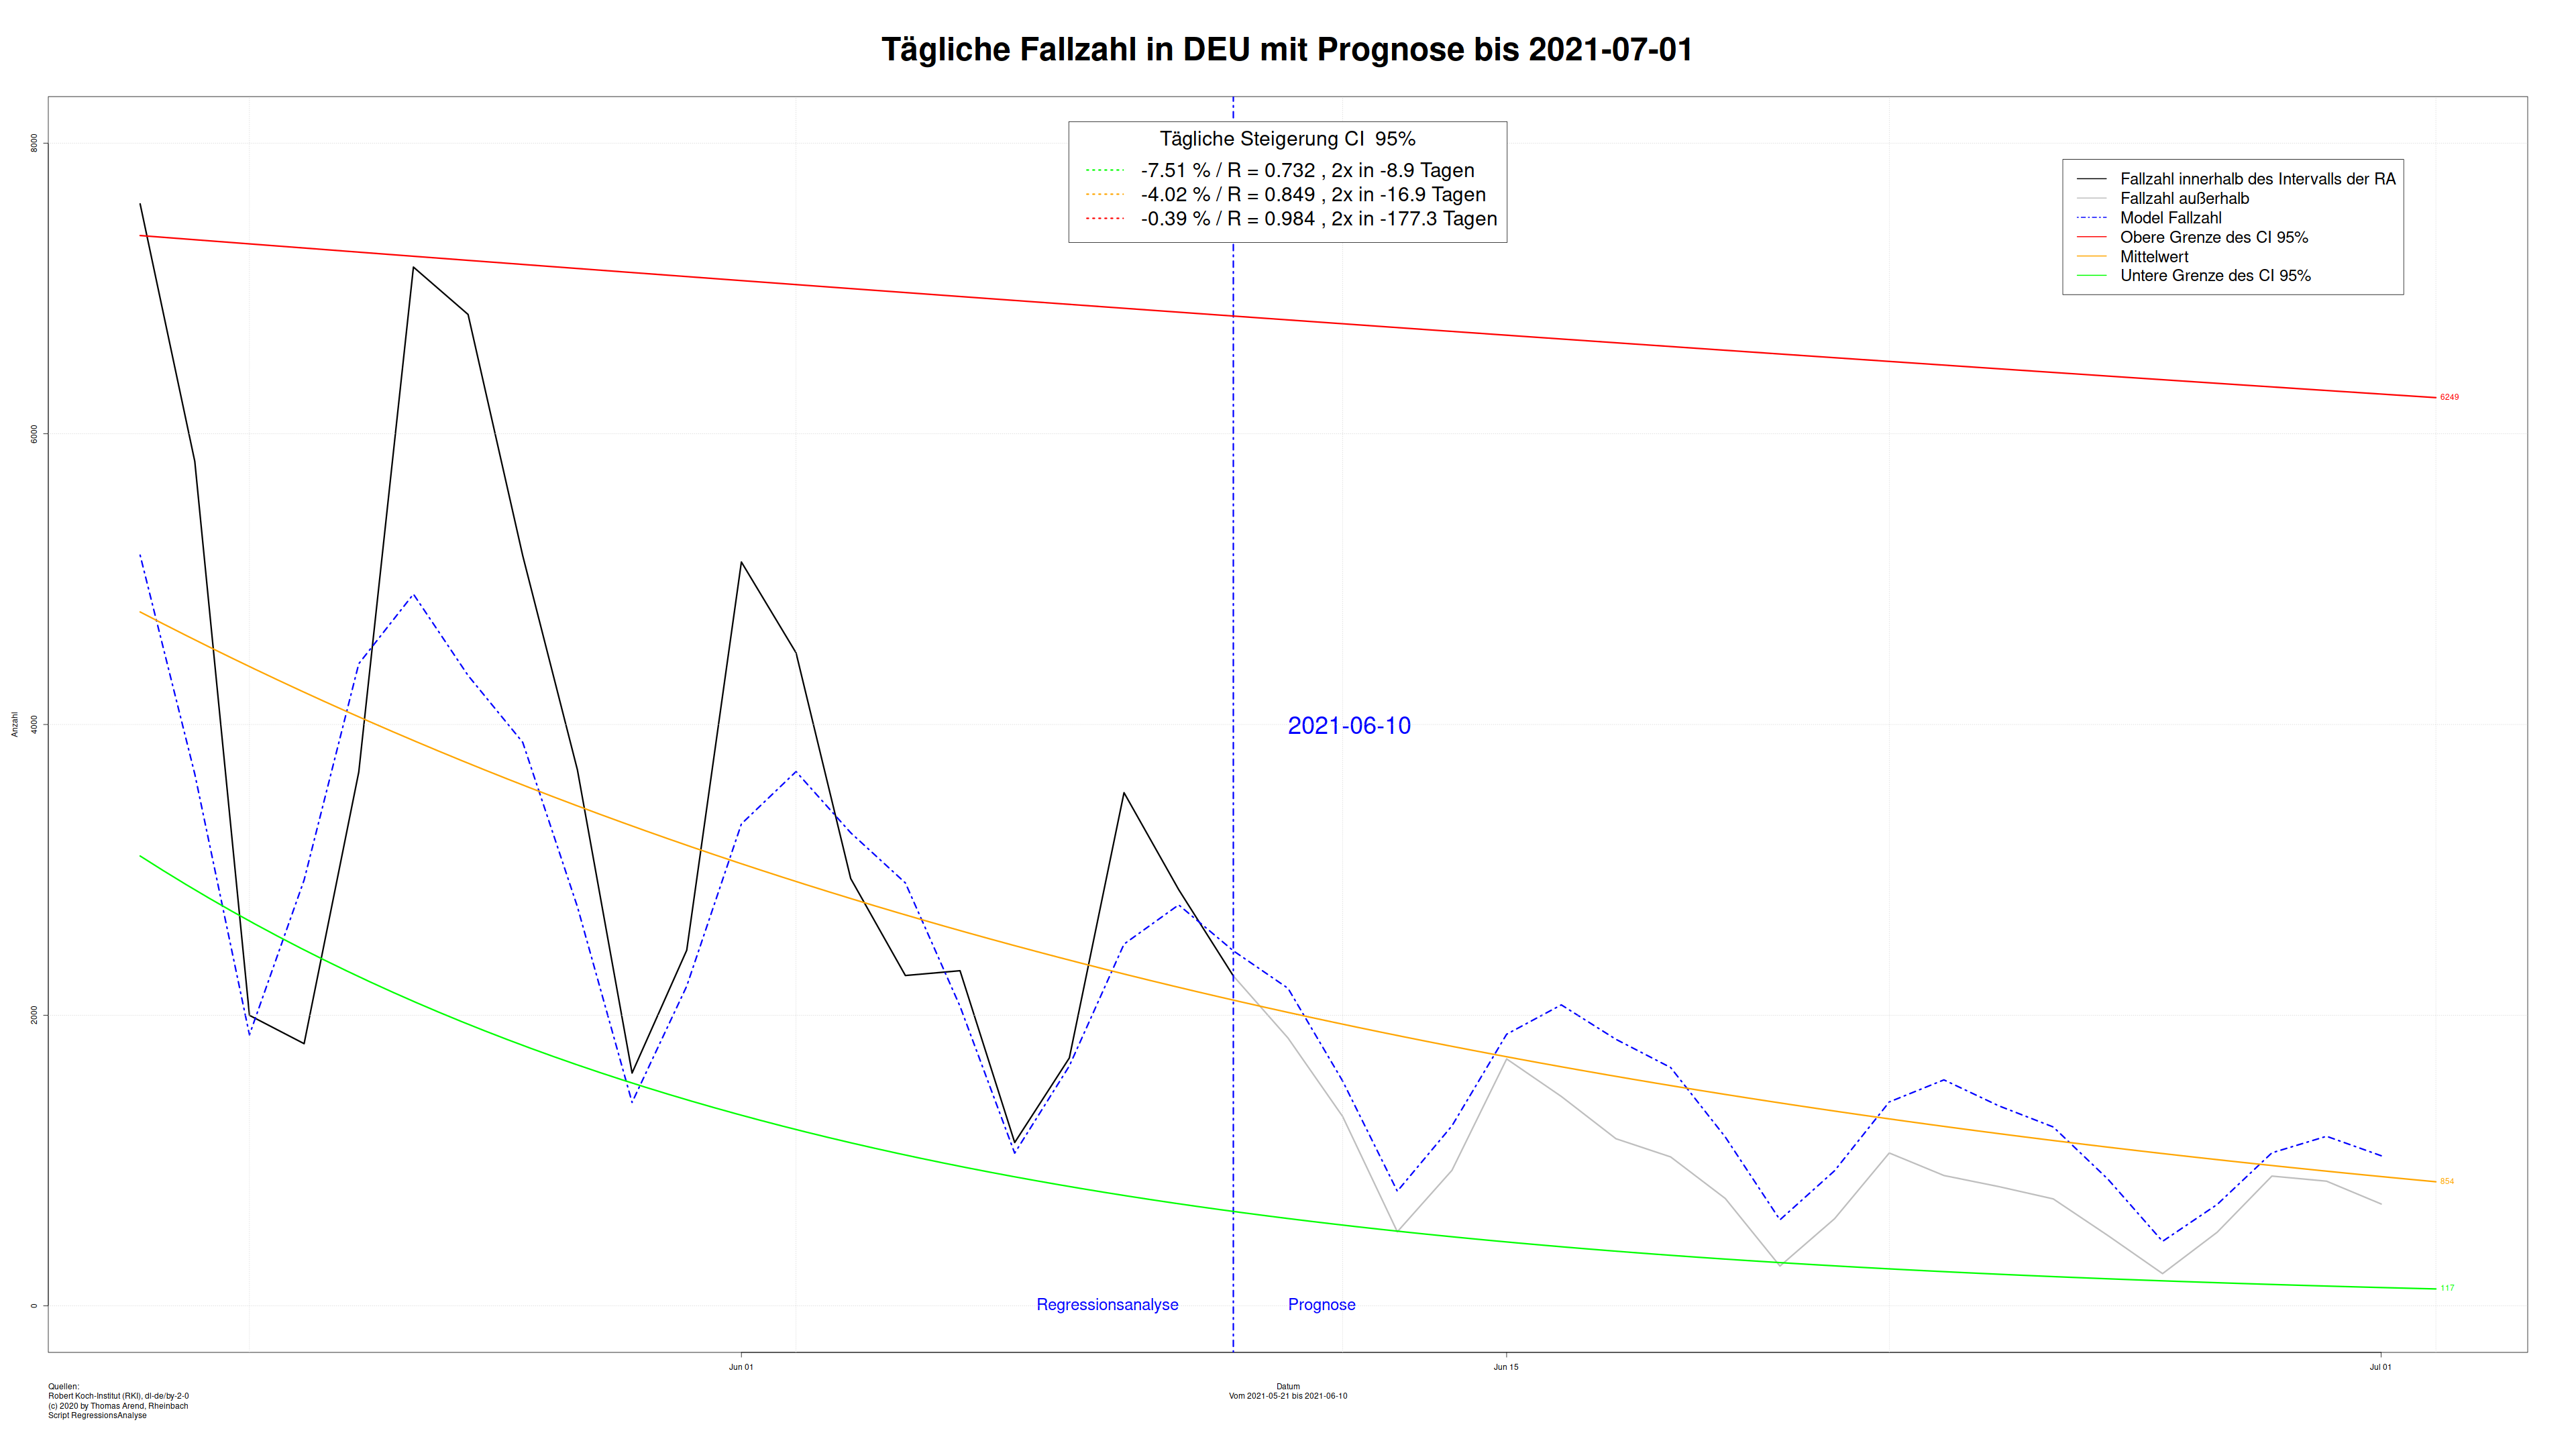 Tägliche Fallzahl in DEU mit Prognose bis 2021-07-01
Tägliche Steigerung CI 95%
-7.51 % / R = 0.732 , 2x in -8.9 Tagen
-4.02 % / R = 0.849 , 2x in -16.9 Tagen
-0.39 % / R = 0.984 , 2x in -177.3 Tagen
Fallzahl innerhalb des Intervalls der RA
Fallzahl außerhalb
Model Fallzahl
Obere Grenze des CI 95%
Mittelwert
Untere Grenze des CI 95%
8000
6000
4000
2000
0
Anzahl
6249
2021-06-10
854
117
Regressionsanalyse
Prognose
Jun 01
Jun 15
Jul 01
Datum
Vom 2021-05-21 bis 2021-06-10
Quellen:
Robert Koch-Institut (RKI), dl-de/by-2-0
(c) 2020 by Thomas Arend, Rheinbach
Script RegressionsAnalyse